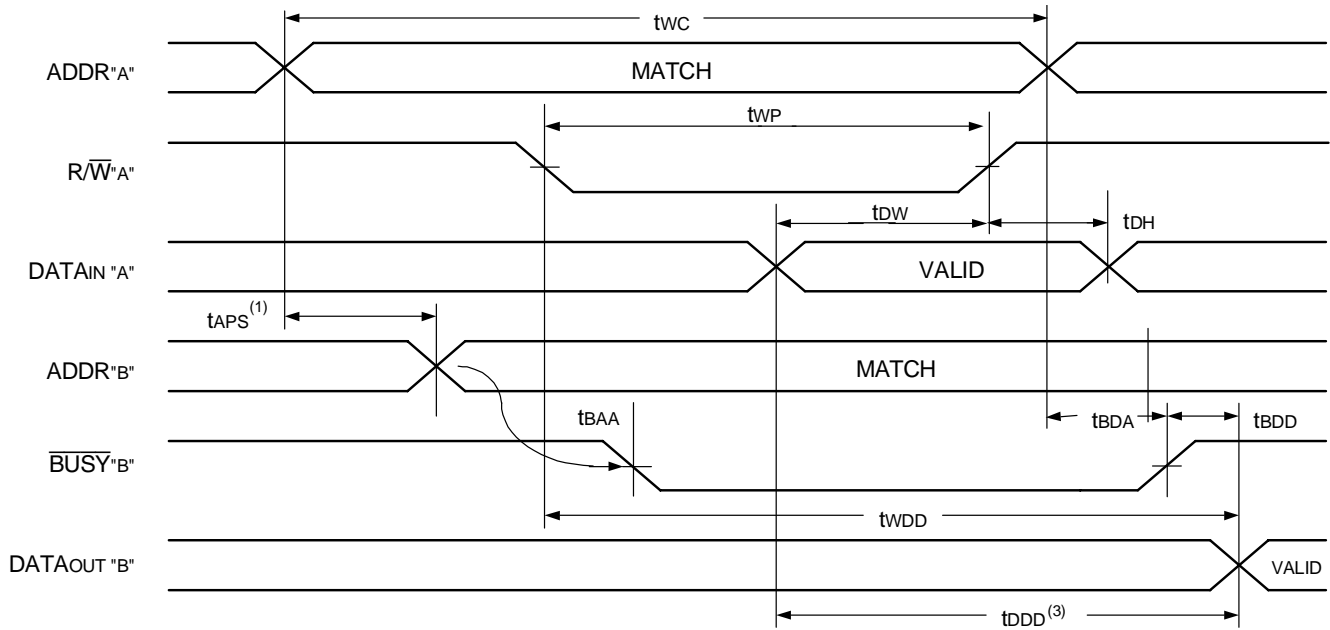 tWC
ADDR"A"
MATCH
tWP
R/W̅"A"
tDW
tDH
DATAIN "A"
VALID
tAPS(1)
ADDR"B"
MATCH
tBAA
tBDA
tBDD
B̅U̅S̅Y̅"B"
tWDD
DATAOUT "B"
VALID
tDDD(3)